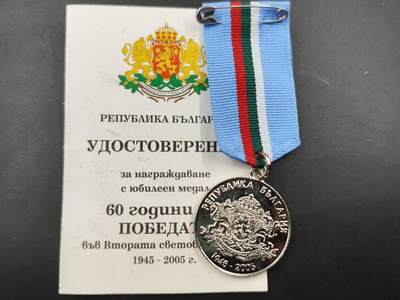 РЕПУБЛИКА БЪЛГАР
УДОСТОВЕРЕН
за награждаване
с юбилеен медал
60 години
ПОБЕДАТ
във Втората светов
1945 - 2005 г.
РЕПУБЛИКА БЪЛГАРИЯ
1945 - 2005